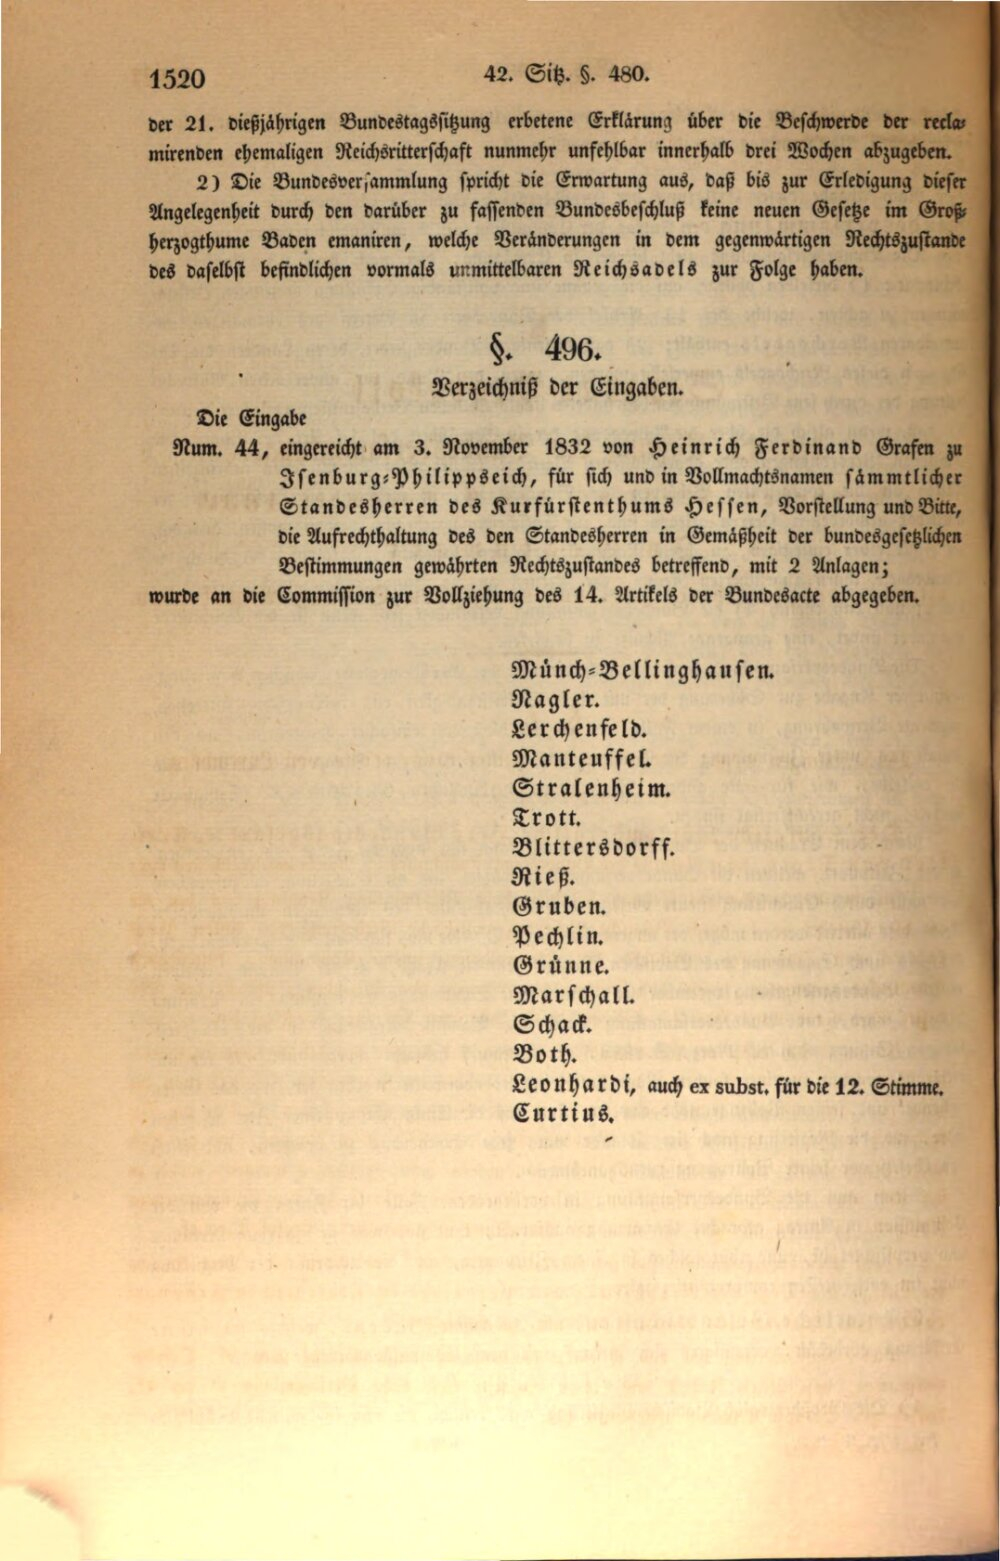 1520
42. Sitz. §. 480.
der 21. dießjährigen Bundestagssitzung erbetene Erklärung über die Beschwerde der recla-
mirenden ehemaligen Reichsritterschaft nunmehr unfehlbar innerhalb drei Wochen abzugeben.
2) Die Bundesversammlung spricht die Erwartung aus, daß bis zur Erledigung dieser
Angelegenheit durch den darüber zu fassenden Bundesbeschluß keine neuen Gesetze im Groß-
herzogthume Baden emaniren, welche Veränderungen in dem gegenwärtigen Rechtszustande
des daselbst befindlichen vormals unmittelbaren Reichsadels zur Folge haben.
§. 496.
Verzeichniß der Eingaben.
Die Eingabe
Num. 44, eingereicht am 3. November 1832 von Heinrich Ferdinand Grafen zu
Isenburg-Philippseich, für sich und in Vollmachtsnamen sämmtlicher
Standesherren des Kurfürstenthums Hessen, Vorstellung und Bitte,
die Aufrechthaltung des den Standesherren in Gemäßheit der bundesgesetzlichen
Bestimmungen gewährten Rechtszustandes betreffend, mit 2 Anlagen;
wurde an die Commission zur Vollziehung des 14. Artikels der Bundesacte abgegeben.
Münch-Bellinghausen.
Nagler.
Lerchenfeld.
Manteuffel.
Stralenheim.
Trott.
Blittersdorff.
Rieß.
Gruben.
Pechlin.
Grünne.
Marschall.
Schack.
Both.
Leonhardi, auch ex subst. für die 12. Stimme.
Curtius.